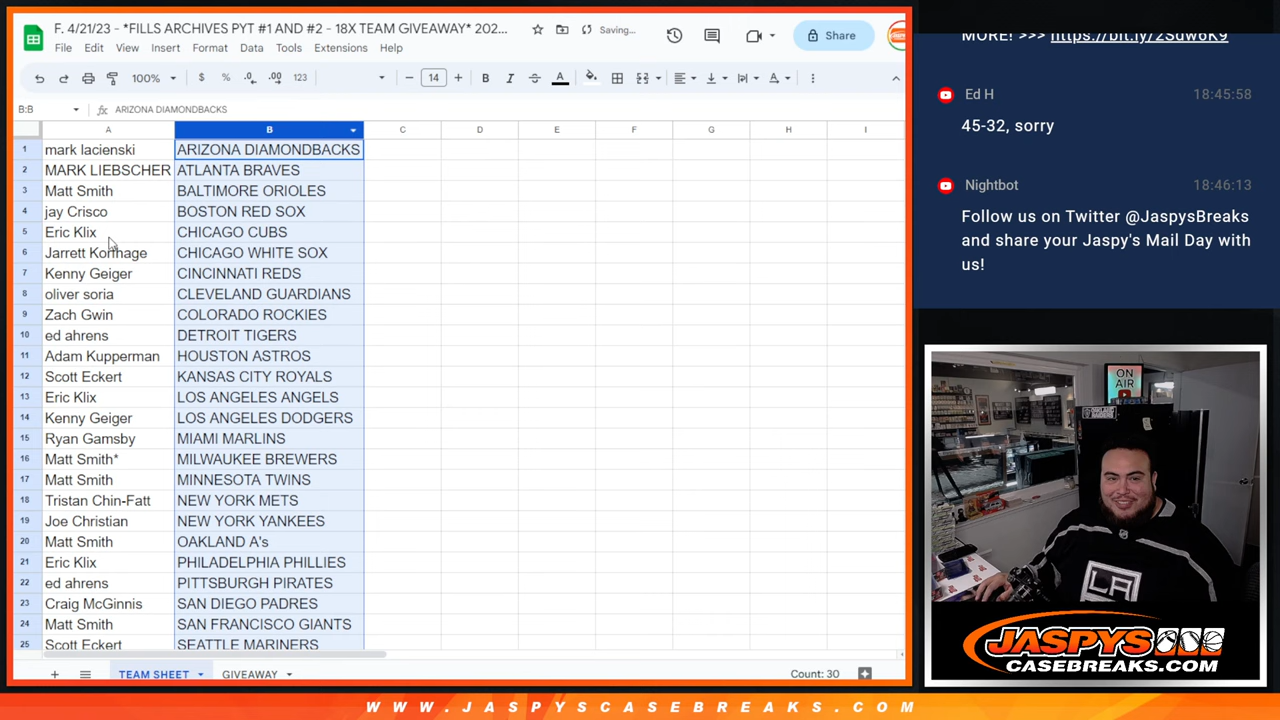 F. 4/21/23 - *FILLS ARCHIVES PYT #1 AND #2 - 18X TEAM GIVEAWAY* 202...
Saving...
Share
File Edit View Insert Format Data Tools Extensions Help
100% $ % .0 .00 123 14 B I S A
B:B fx ARIZONA DIAMONDBACKS
A B C D E F G H I
1 mark lacienski ARIZONA DIAMONDBACKS
2 MARK LIEBSCHER ATLANTA BRAVES
3 Matt Smith BALTIMORE ORIOLES
4 jay Crisco BOSTON RED SOX
5 Eric Klix CHICAGO CUBS
6 Jarrett Korthage CHICAGO WHITE SOX
7 Kenny Geiger CINCINNATI REDS
8 oliver soria CLEVELAND GUARDIANS
9 Zach Gwin COLORADO ROCKIES
10 ed ahrens DETROIT TIGERS
11 Adam Kupperman HOUSTON ASTROS
12 Scott Eckert KANSAS CITY ROYALS
13 Eric Klix LOS ANGELES ANGELS
14 Kenny Geiger LOS ANGELES DODGERS
15 Ryan Gamsby MIAMI MARLINS
16 Matt Smith* MILWAUKEE BREWERS
17 Matt Smith MINNESOTA TWINS
18 Tristan Chin-Fatt NEW YORK METS
19 Joe Christian NEW YORK YANKEES
20 Matt Smith OAKLAND A's
21 Eric Klix PHILADELPHIA PHILLIES
22 ed ahrens PITTSBURGH PIRATES
23 Craig McGinnis SAN DIEGO PADRES
24 Matt Smith SAN FRANCISCO GIANTS
25 Scott Eckert SEATTLE MARINERS
TEAM SHEET GIVEAWAY Count: 30
MORE! >>> https://bit.ly/2Sdw6K9
Ed H 18:45:58
45-32, sorry
Nightbot 18:46:13
Follow us on Twitter @JaspysBreaks
and share your Jaspy's Mail Day with
us!
ON
AIR
LA
JASPYS
CASEBREAKS.COM
WWW.JASPYSCASEBREAKS.COM